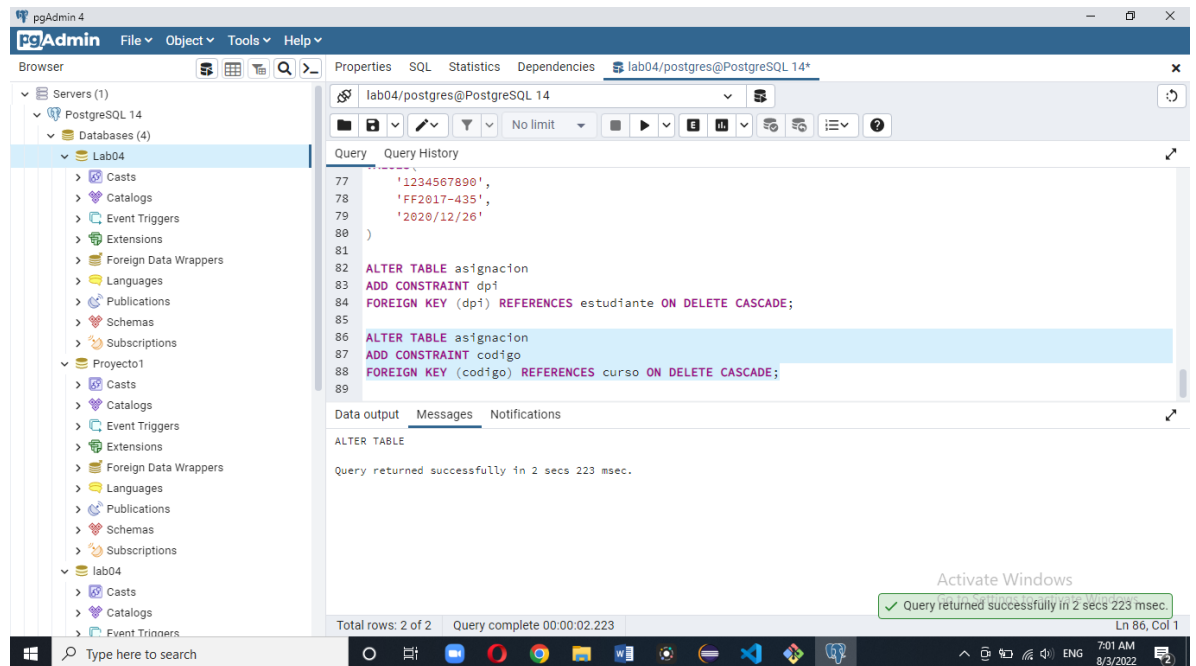 pgAdmin 4
pgAdmin File Object Tools Help
Browser
Properties SQL Statistics Dependencies lab04/postgres@PostgreSQL 14*
Servers (1)
PostgreSQL 14
Databases (4)
Lab04
Casts
Catalogs
Event Triggers
Extensions
Foreign Data Wrappers
Languages
Publications
Schemas
Subscriptions
Proyecto1
Casts
Catalogs
Event Triggers
Extensions
Foreign Data Wrappers
Languages
Publications
Schemas
Subscriptions
lab04
Casts
Catalogs
Event Triggers
lab04/postgres@PostgreSQL 14
No limit
Query Query History
77 '1234567890',
78 'FF2017-435',
79 '2020/12/26'
80 )
81
82 ALTER TABLE asignacion
83 ADD CONSTRAINT dpi
84 FOREIGN KEY (dpi) REFERENCES estudiante ON DELETE CASCADE;
85
86 ALTER TABLE asignacion
87 ADD CONSTRAINT codigo
88 FOREIGN KEY (codigo) REFERENCES curso ON DELETE CASCADE;
89
Data output Messages Notifications
ALTER TABLE
Query returned successfully in 2 secs 223 msec.
Activate Windows
Go to Settings to activate Windows.
Query returned successfully in 2 secs 223 msec.
Total rows: 2 of 2 Query complete 00:00:02.223 Ln 86, Col 1
Type here to search
ENG
7:01 AM
8/3/2022
2